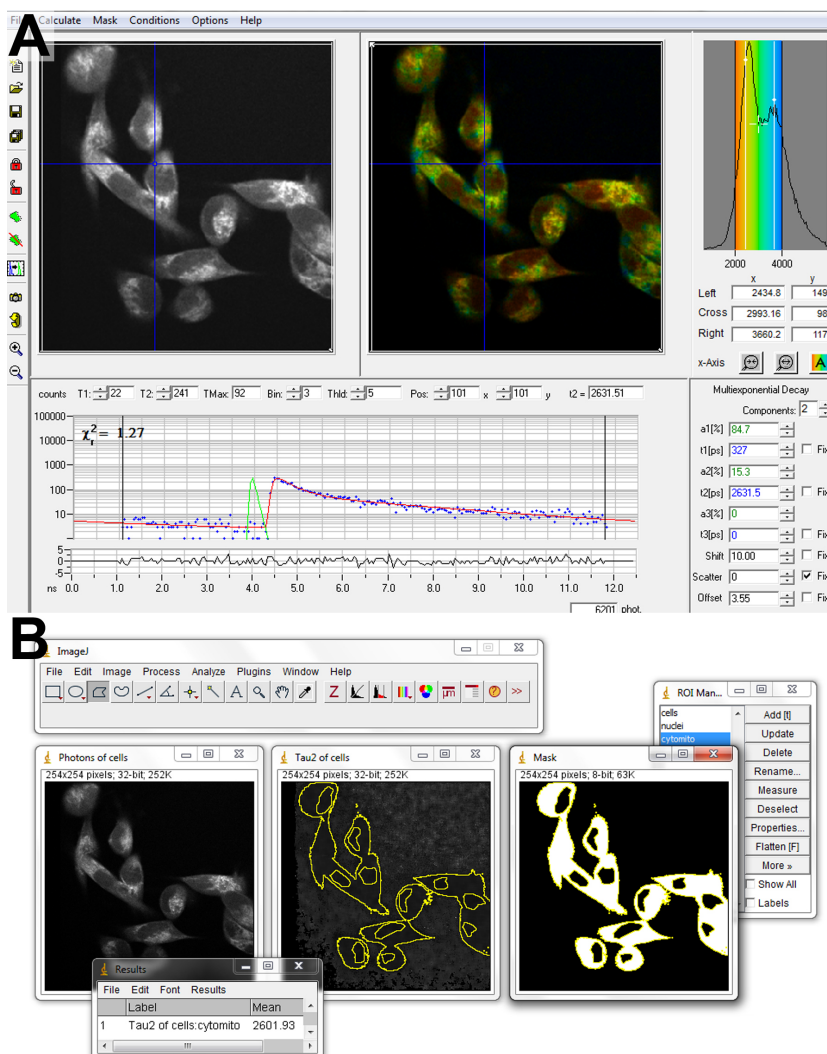 A
File Calculate Mask Conditions Options Help
2000 4000
x y
Left 2434.8 149
Cross 2993.16 98
Right 3660.2 117
x-Axis A
counts T1: 22 T2: 241 TMax: 92 Bin: 3 Thld: 5 Pos: 101 x 101 y t2 = 2631.51
100000
10000
1000
100
10
χr²= 1.27
5
0
-5
ns 0.0 1.0 2.0 3.0 4.0 5.0 6.0 7.0 8.0 9.0 10.0 11.0 12.0
6201 phot.
Multiexponential Decay
Components: 2
a1[%] 84.7
t1[ps] 327 Fix
a2[%] 15.3
t2[ps] 2631.5 Fix
a3[%] 0
t3[ps] 0 Fix
Shift 10.00 Fix
Scatter 0 Fix
Offset 3.55 Fix
B
ImageJ
File Edit Image Process Analyze Plugins Window Help
A Z μm >>
ROI Man...
cells
nuclei
cytomito
Add [t]
Update
Delete
Rename...
Measure
Deselect
Properties...
Flatten [F]
More »
Show All
Labels
Photons of cells
254x254 pixels; 32-bit; 252K
Tau2 of cells
254x254 pixels; 32-bit; 252K
Mask
254x254 pixels; 8-bit; 63K
Results
File Edit Font Results
Label Mean
1 Tau2 of cells:cytomito 2601.93